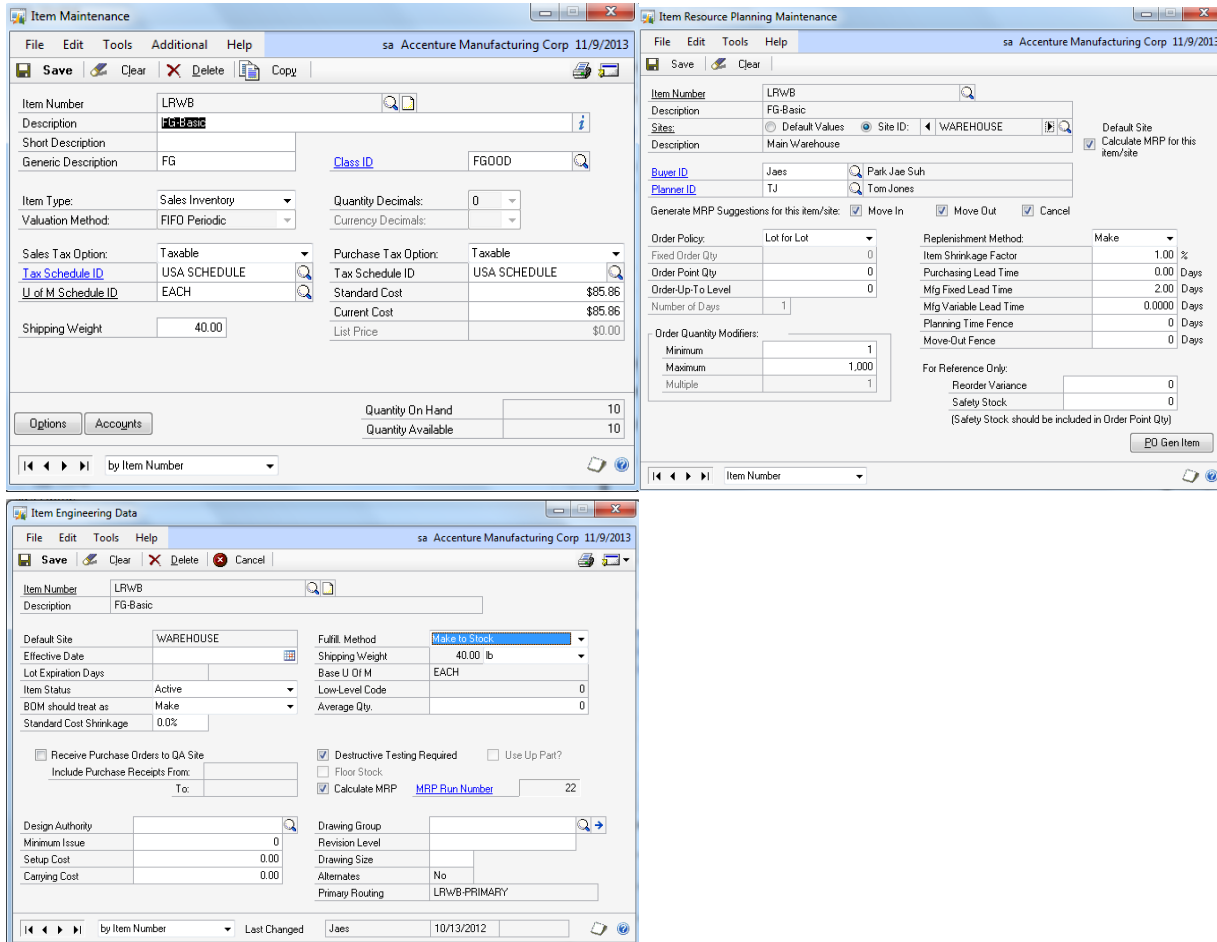 Item Maintenance
File Edit Tools Additional Help sa Accenture Manufacturing Corp 11/9/2013
Save Clear Delete Copy
Item Number LRWB
Description FG-Basic
Short Description
Generic Description FG Class ID FGOOD
Item Type: Sales Inventory Quantity Decimals: 0
Valuation Method: FIFO Periodic Currency Decimals:
Sales Tax Option: Taxable Purchase Tax Option: Taxable
Tax Schedule ID USA SCHEDULE Tax Schedule ID USA SCHEDULE
U of M Schedule ID EACH Standard Cost $85.86
Current Cost $85.86
Shipping Weight 40.00 List Price $0.00
Quantity On Hand 10
Options Accounts Quantity Available 10
by Item Number
Item Resource Planning Maintenance
File Edit Tools Help sa Accenture Manufacturing Corp 11/9/2013
Save Clear
Item Number LRWB
Description FG-Basic
Sites: Default Values Site ID: WAREHOUSE Default Site
Description Main Warehouse Calculate MRP for this
item/site
Buyer ID Jaes Park Jae Suh
Planner ID TJ Tom Jones
Generate MRP Suggestions for this item/site: Move In Move Out Cancel
Order Policy: Lot for Lot Replenishment Method: Make
Fixed Order Qty 0 Item Shrinkage Factor 1.00 %
Order Point Qty 0 Purchasing Lead Time 0.00 Days
Order-Up-To Level 0 Mfg Fixed Lead Time 2.00 Days
Number of Days 1 Mfg Variable Lead Time 0.0000 Days
Planning Time Fence 0 Days
Order Quantity Modifiers: Move-Out Fence 0 Days
Minimum 1
Maximum 1,000 For Reference Only:
Multiple 1 Reorder Variance 0
Safety Stock 0
(Safety Stock should be included in Order Point Qty)
PO Gen Item
Item Number
Item Engineering Data
File Edit Tools Help sa Accenture Manufacturing Corp 11/9/2013
Save Clear Delete Cancel
Item Number LRWB
Description FG-Basic
Default Site WAREHOUSE Fulfill. Method Make to Stock
Effective Date Shipping Weight 40.00 lb
Lot Expiration Days Base U Of M EACH
Item Status Active Low-Level Code 0
BOM should treat as Make Average Qty. 0
Standard Cost Shrinkage 0.0%
Receive Purchase Orders to QA Site Destructive Testing Required Use Up Part?
Include Purchase Receipts From: Floor Stock
To: Calculate MRP MRP Run Number 22
Design Authority Drawing Group
Minimum Issue 0 Revision Level
Setup Cost 0.00 Drawing Size
Carrying Cost 0.00 Alternates No
Primary Routing LRWB-PRIMARY
by Item Number Last Changed Jaes 10/13/2012